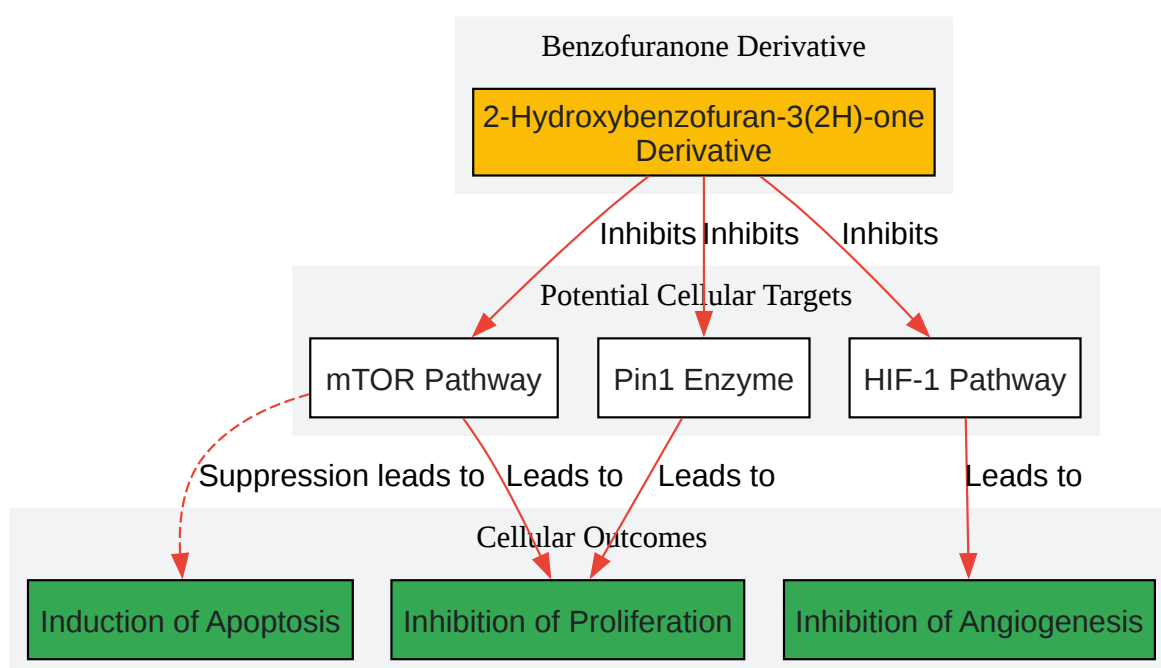 Benzofuranone Derivative
2-Hydroxybenzofuran-3(2H)-one
Derivative
Inhibits
Inhibits
Inhibits
Potential Cellular Targets
mTOR Pathway
Pin1 Enzyme
HIF-1 Pathway
Suppression leads to
Leads to
Leads to
Leads to
Cellular Outcomes
Induction of Apoptosis
Inhibition of Proliferation
Inhibition of Angiogenesis